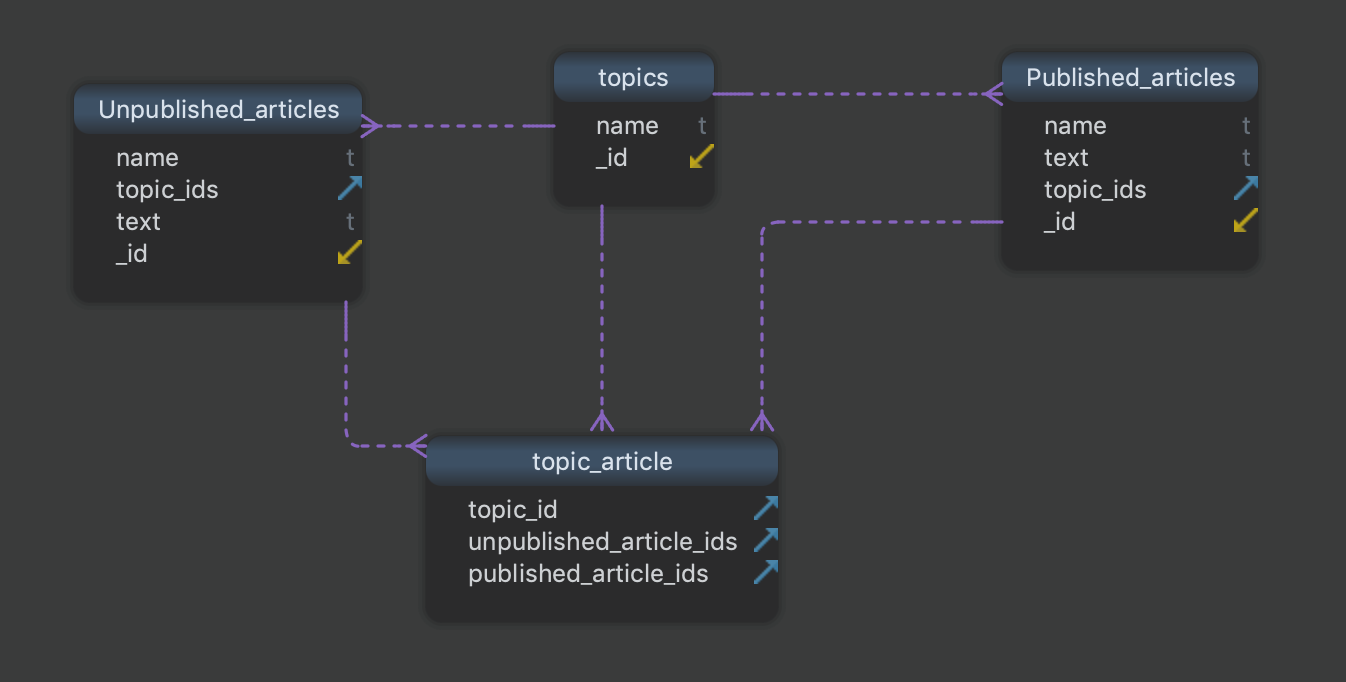 Unpublished_articles
name t
topic_ids
text t
_id
topics
name t
_id
Published_articles
name t
text t
topic_ids
_id
topic_article
topic_id
unpublished_article_ids
published_article_ids